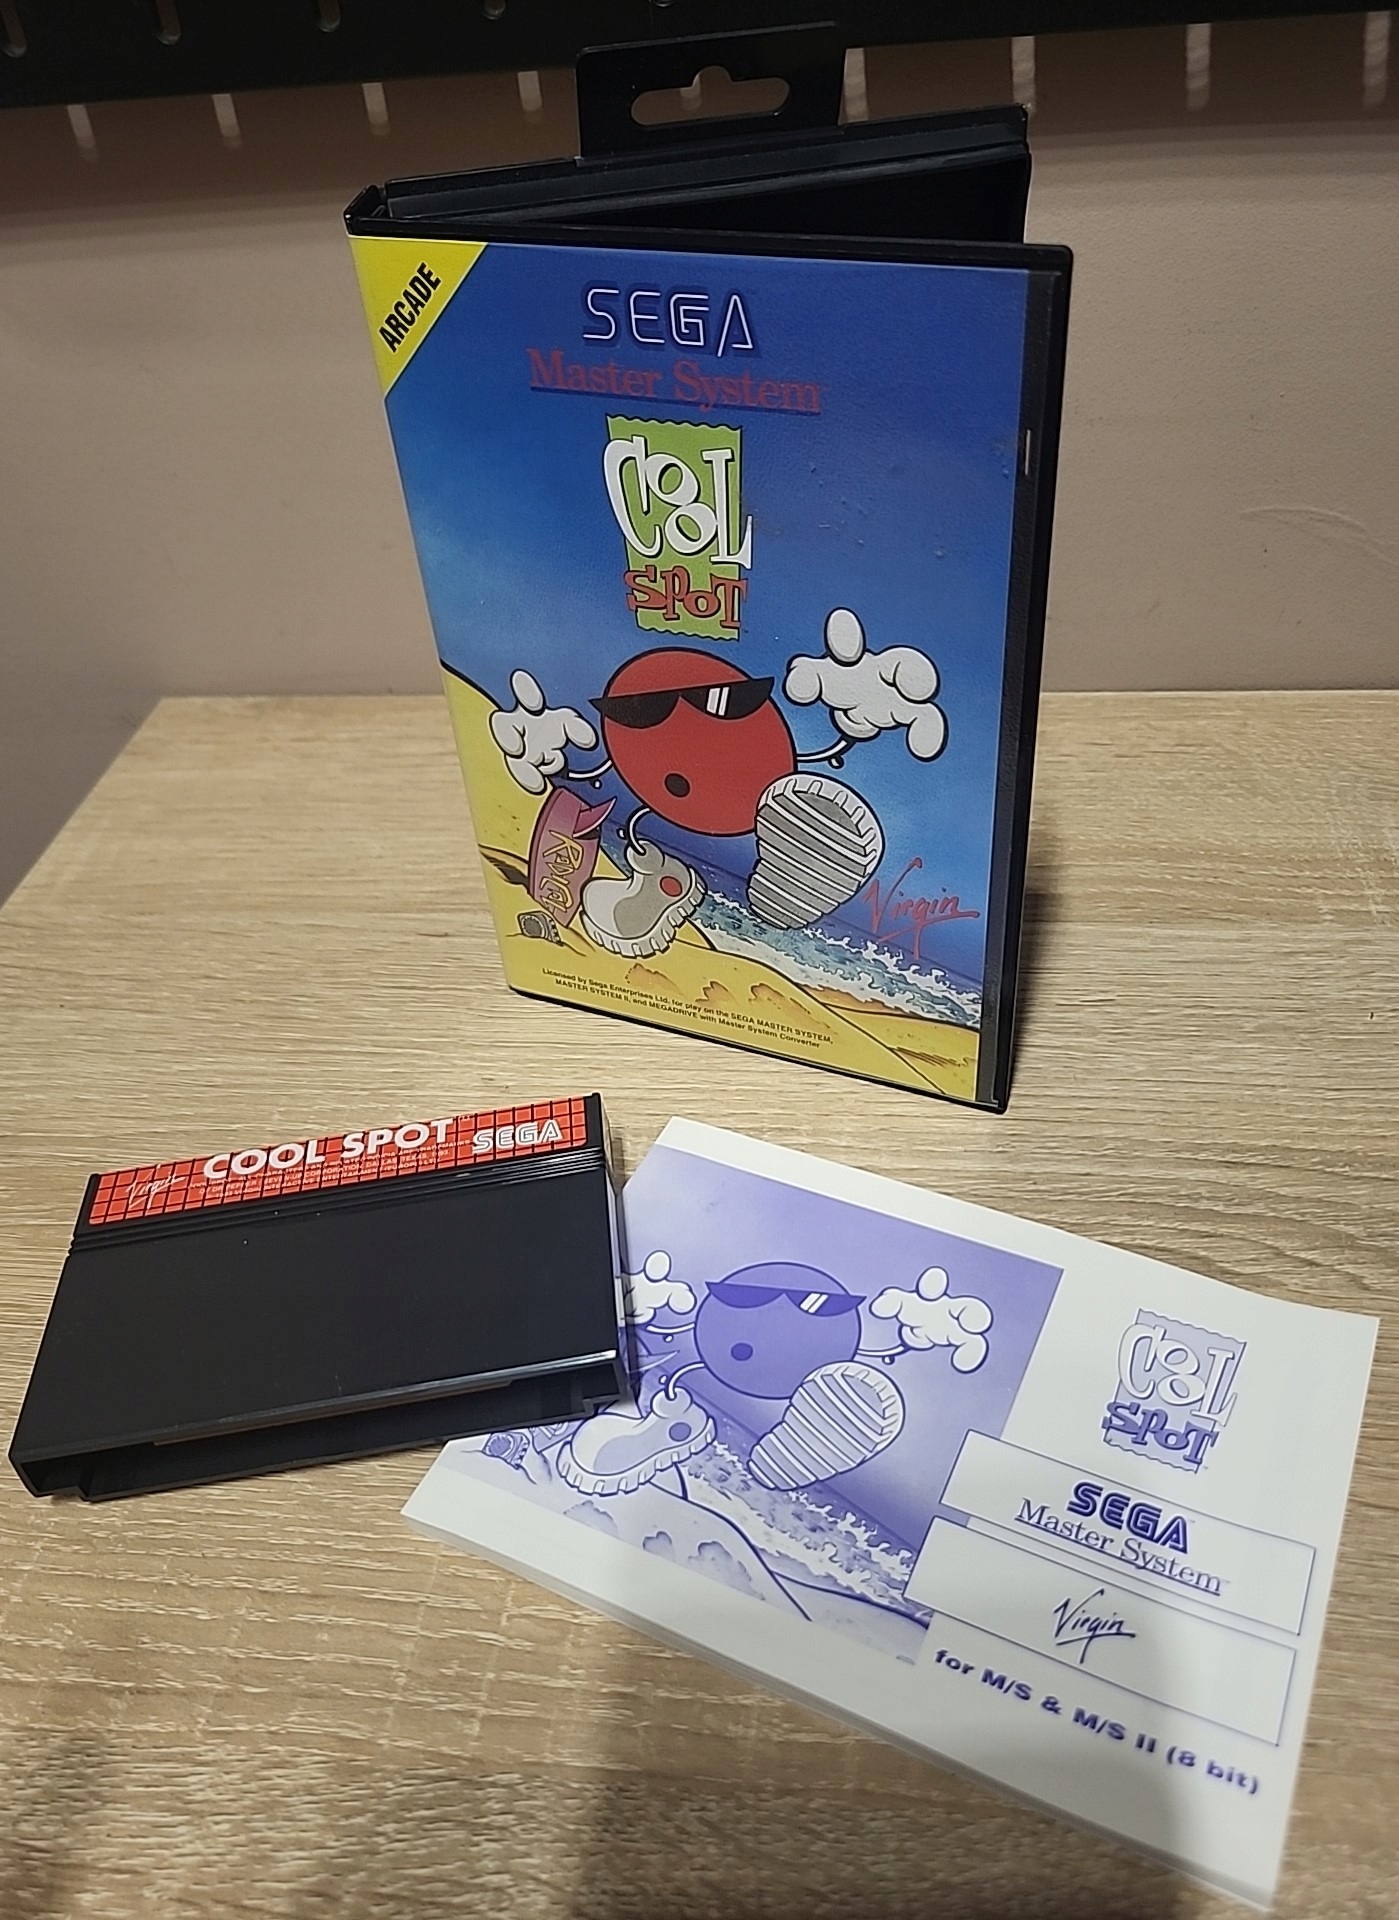 ARCADE
SEGA
Master System
COOL
SPOT
Virgin
Licensed by Sega Enterprises Ltd. for play on the SEGA MASTER SYSTEM,
MASTER SYSTEM II, and MEGADRIVE with Master System Converter
Virgin
COOL SPOT
SEGA
COOL
SPOT
SEGA
Master System
Virgin
for M/S & M/S II (8 bit)